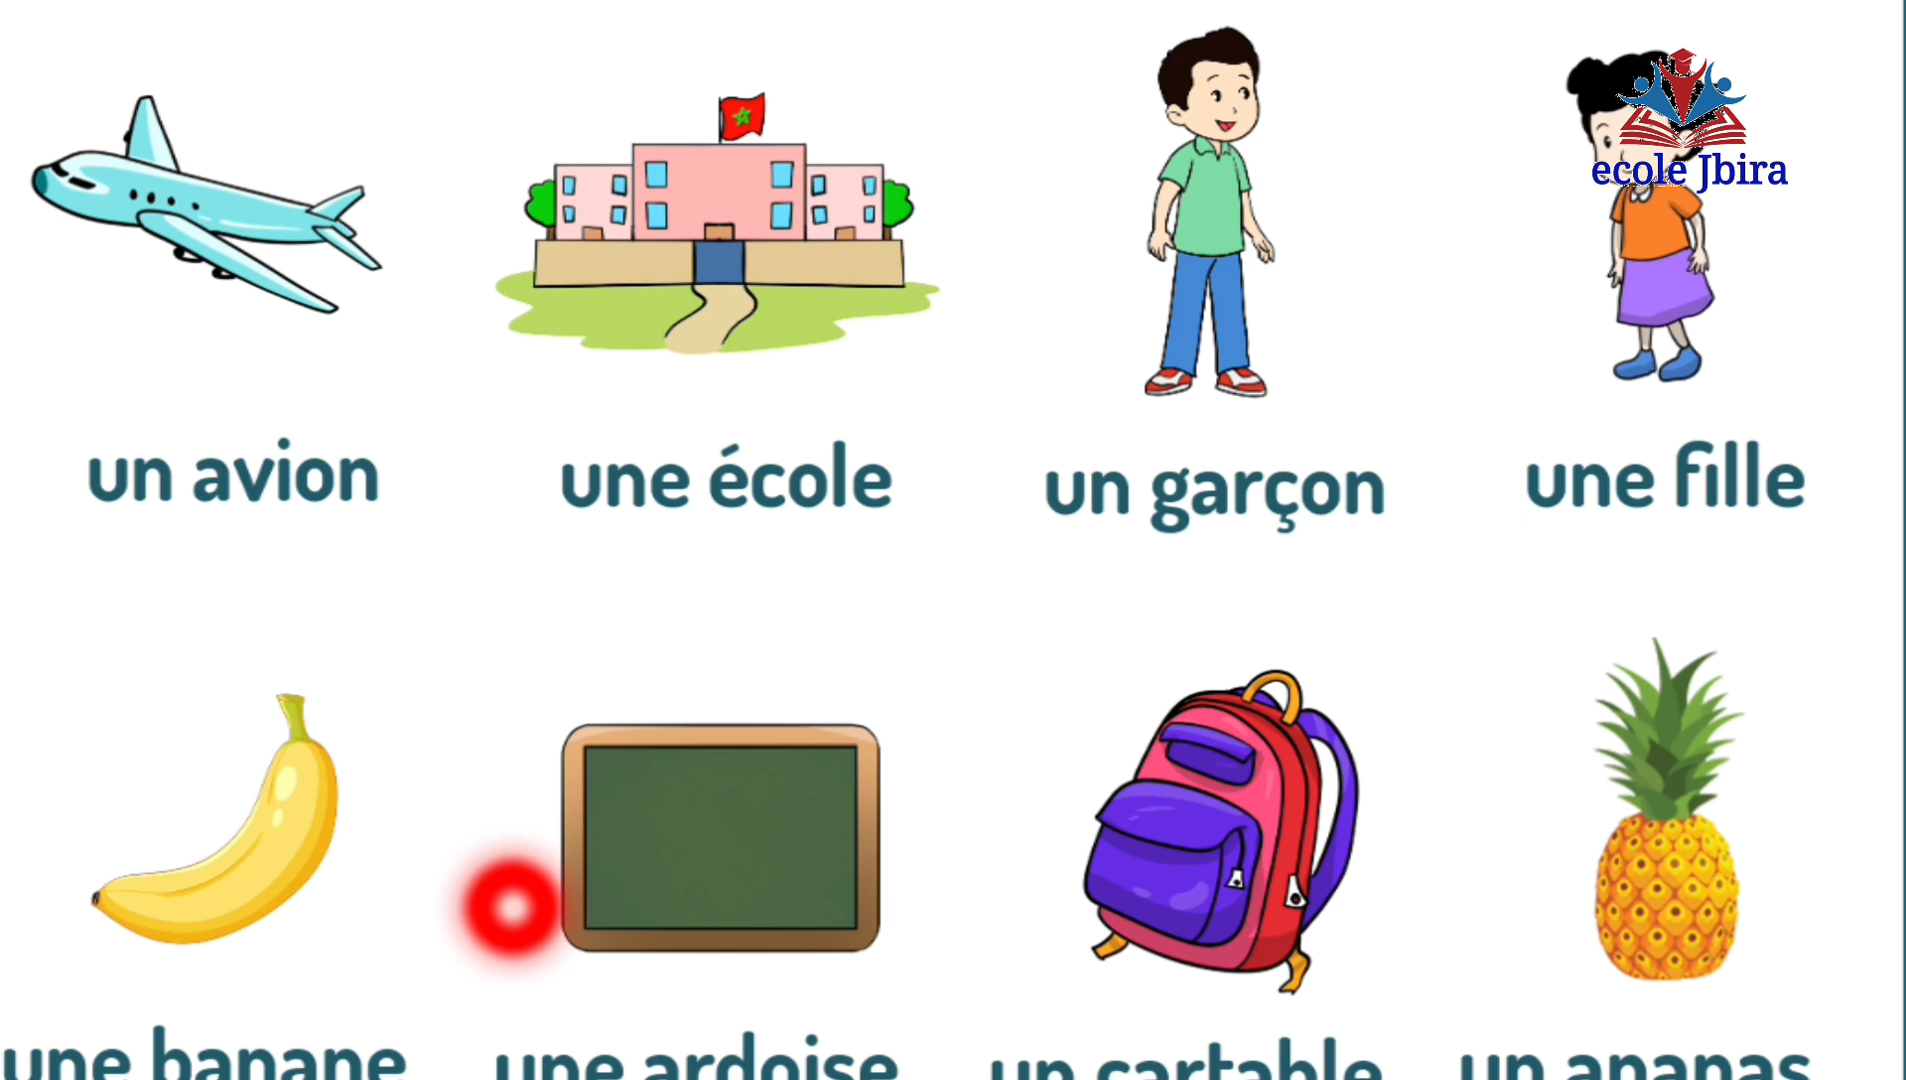 ecole Jbira
un avion
une école
un garçon
une fille
une banane
une ardoise
un cartable
un ananas